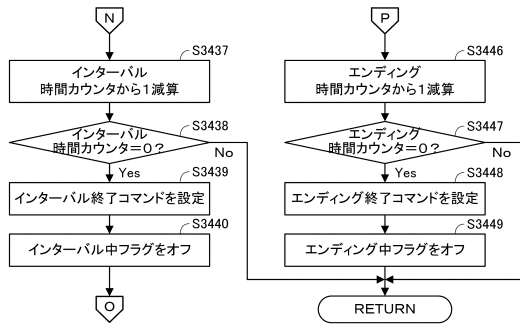 N
S3437
インターバル
時間カウンタから1減算
S3438
インターバル
時間カウンタ=0?
No
Yes
S3439
インターバル終了コマンドを設定
S3440
インターバル中フラグをオフ
O
P
S3446
エンディング
時間カウンタから1減算
S3447
エンディング
時間カウンタ=0?
No
Yes
S3448
エンディング終了コマンドを設定
S3449
エンディング中フラグをオフ
RETURN